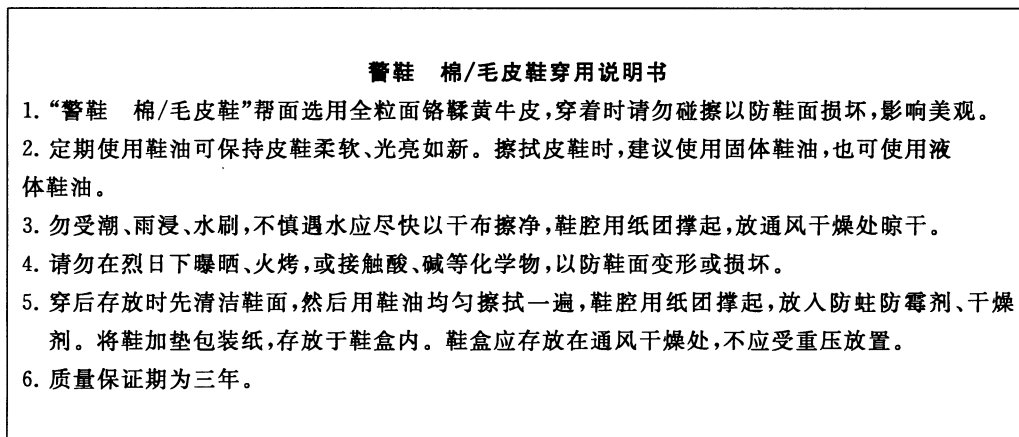 警鞋　棉/毛皮鞋穿用说明书
1. “警鞋　棉/毛皮鞋”帮面选用全粒面铬鞣黄牛皮,穿着时请勿碰擦以防鞋面损坏,影响美观。
2. 定期使用鞋油可保持皮鞋柔软、光亮如新。擦拭皮鞋时,建议使用固体鞋油,也可使用液
体鞋油。
3. 勿受潮、雨浸、水刷,不慎遇水应尽快以干布擦净,鞋腔用纸团撑起,放通风干燥处晾干。
4. 请勿在烈日下曝晒、火烤,或接触酸、碱等化学物,以防鞋面变形或损坏。
5. 穿后存放时先清洁鞋面,然后用鞋油均匀擦拭一遍,鞋腔用纸团撑起,放入防蛀防霉剂、干燥
剂。将鞋加垫包装纸,存放于鞋盒内。鞋盒应存放在通风干燥处,不应受重压放置。
6. 质量保证期为三年。